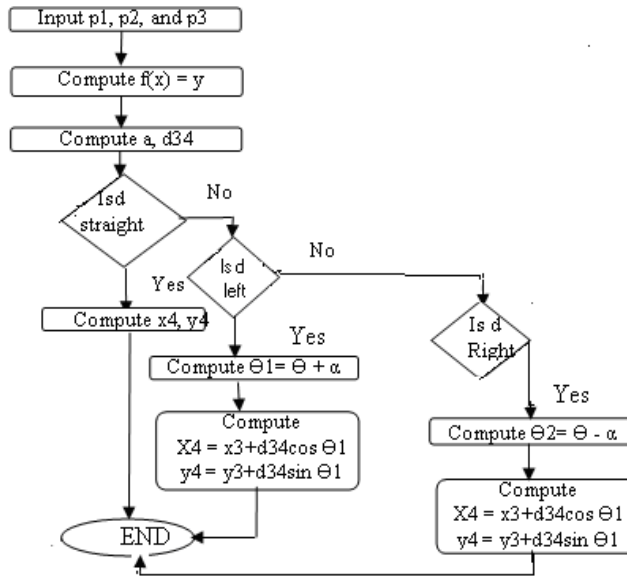 Input p1, p2, and p3
Compute f(x) = y
Compute a, d34
Isd
straight
No
Is d
left
No
Yes
Compute x4, y4
Is d
Right
Yes
Compute Θ1= Θ + α
Yes
Compute
X4 = x3+d34cos Θ1
y4 = y3+d34sin Θ1
Compute Θ2= Θ - α
Compute
X4 = x3+d34cos Θ1
y4 = y3+d34sin Θ1
END